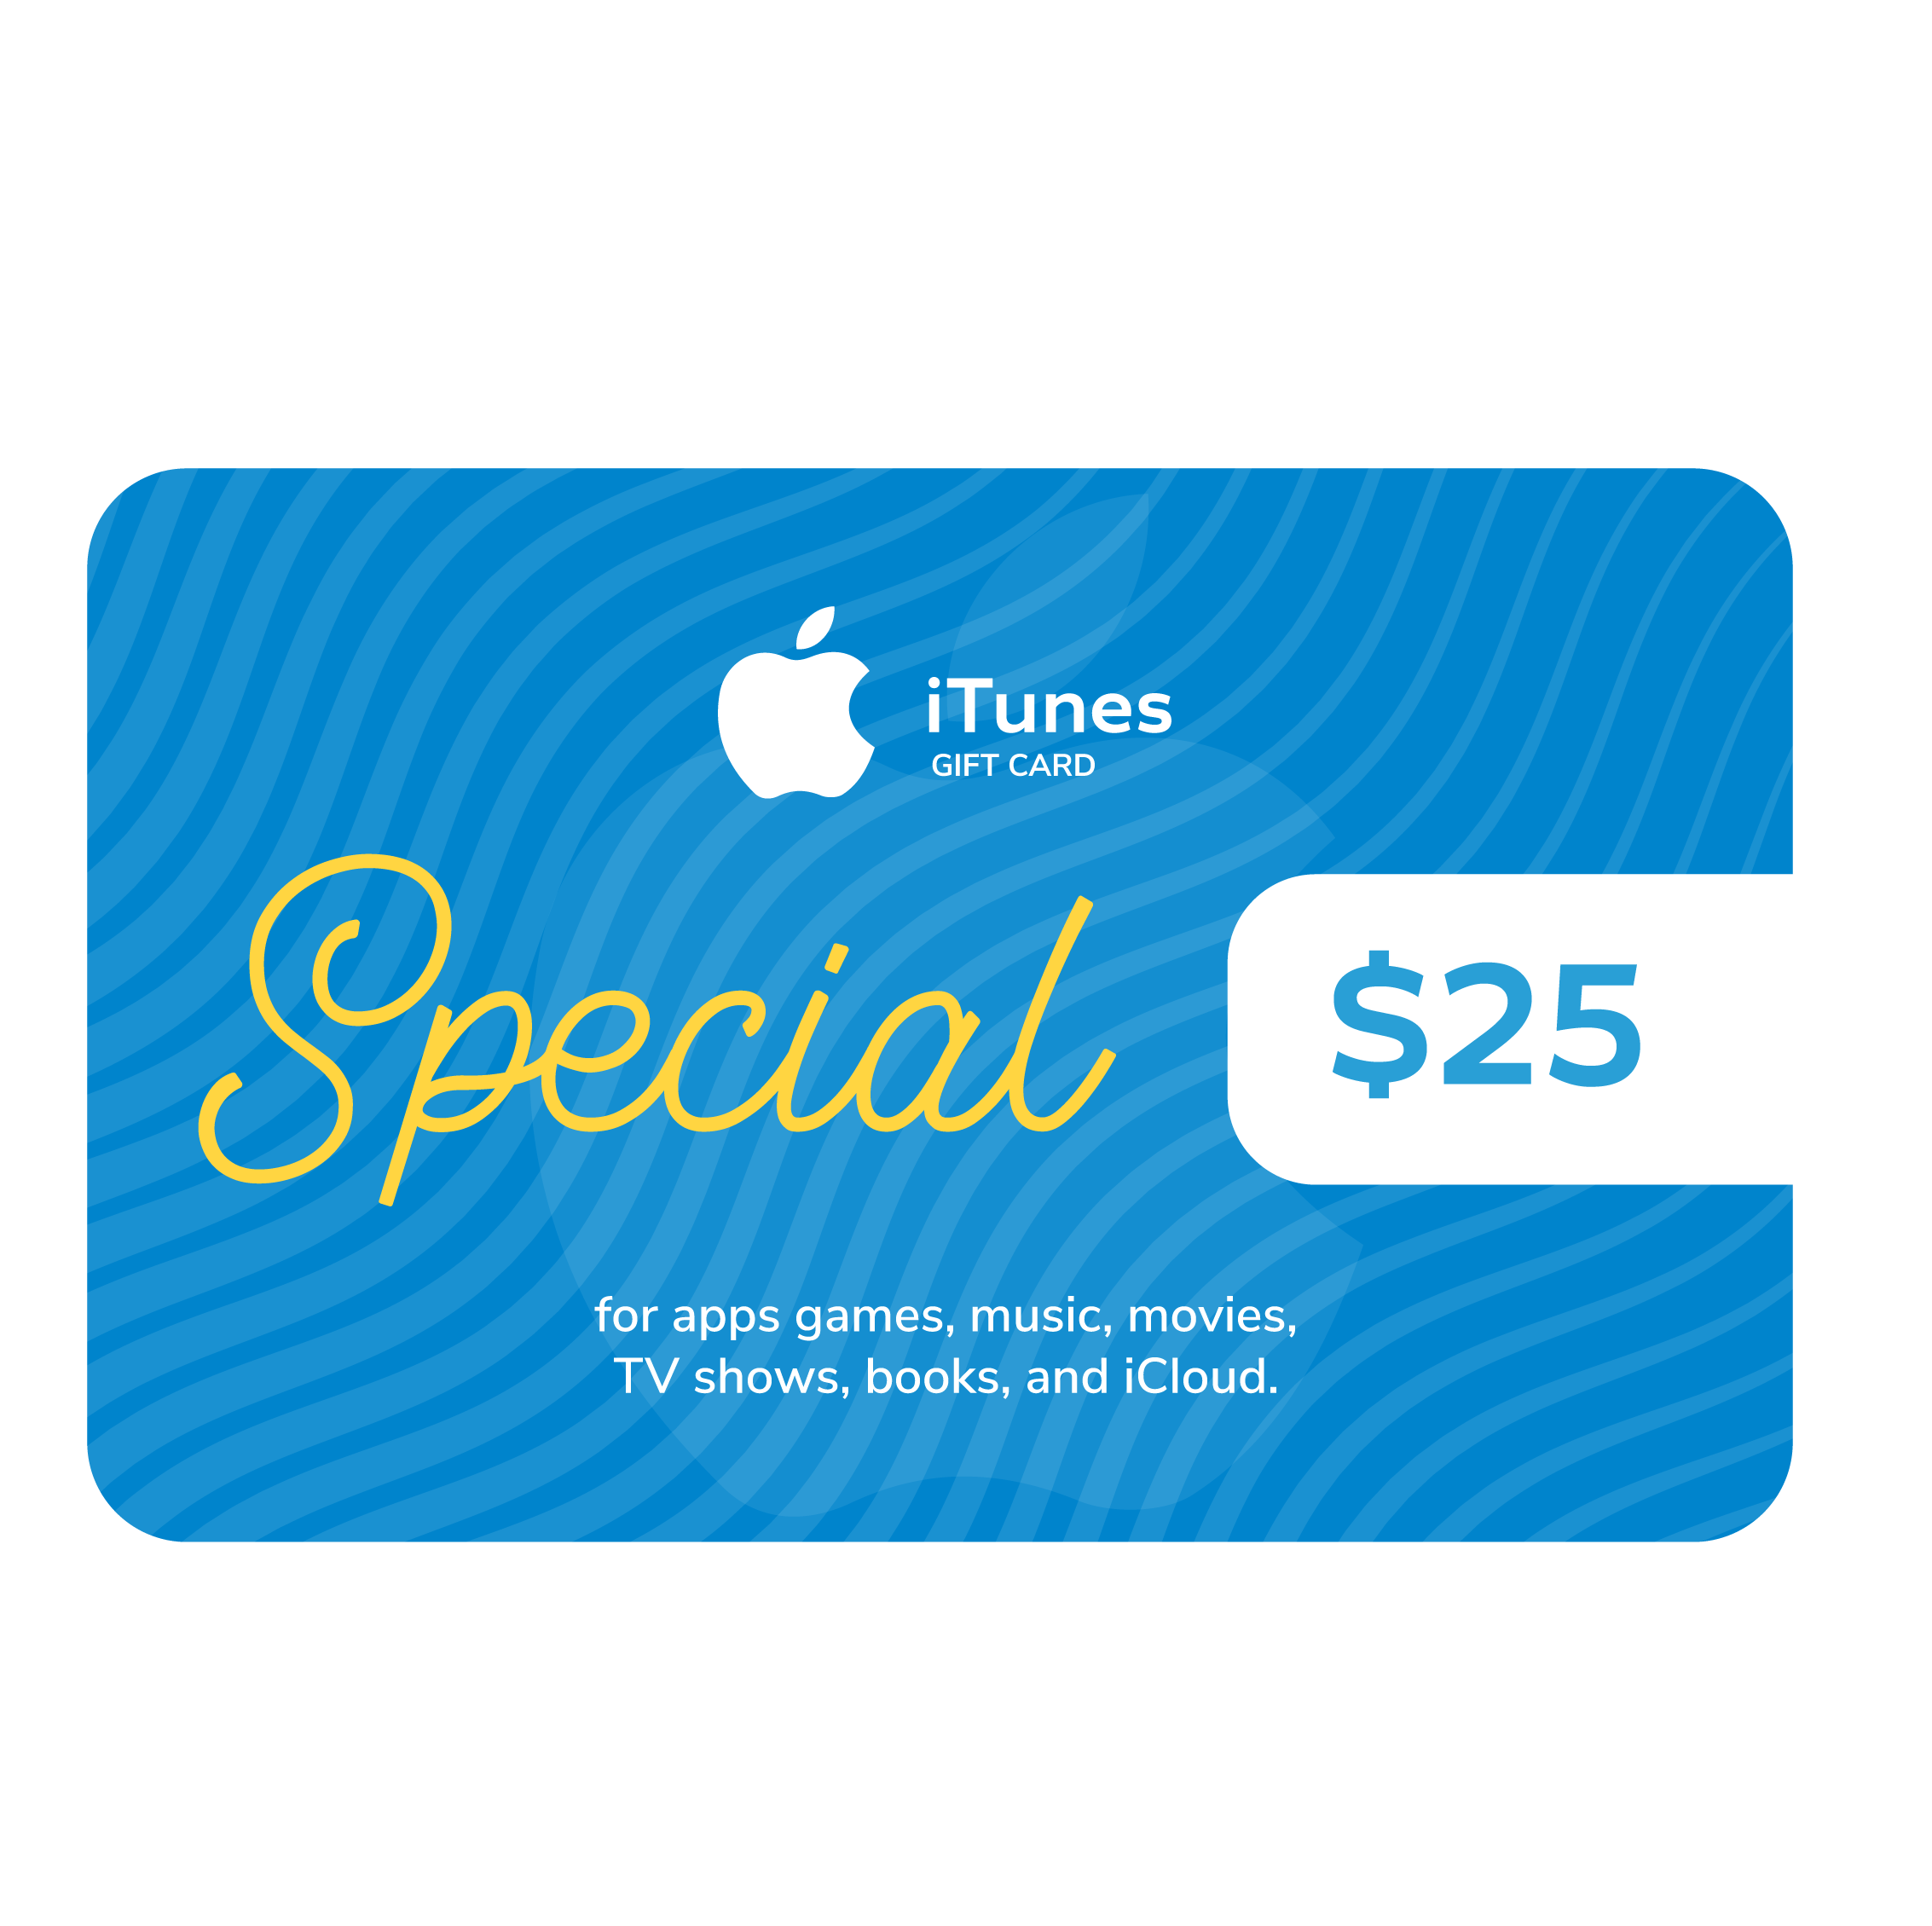 iTunes
GIFT CARD
Special
$25
for apps games, music, movies,
TV shows, books, and iCloud.